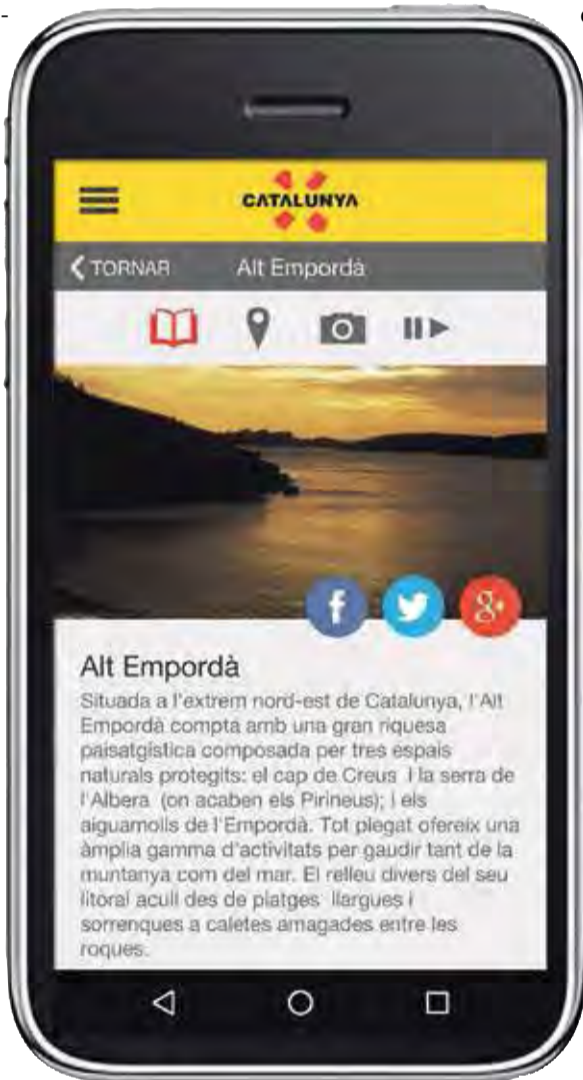 CATALUNYA
TORNAR
Alt Empordà
Alt Empordà
Situada a l'extrem nord-est de Catalunya, l'Alt
Empordà compta amb una gran riquesa
paisatgística composada per tres espais
naturals protegits: el cap de Creus i la serra de
l'Albera (on acaben els Pirineus); i els
aiguamolls de l'Empordà. Tot plegat ofereix una
àmplia gamma d'activitats per gaudir tant de la
muntanya com del mar. El relleu divers del seu
litoral acull des de platges llargues i
sorrenques a caletes amagades entre les
roques.